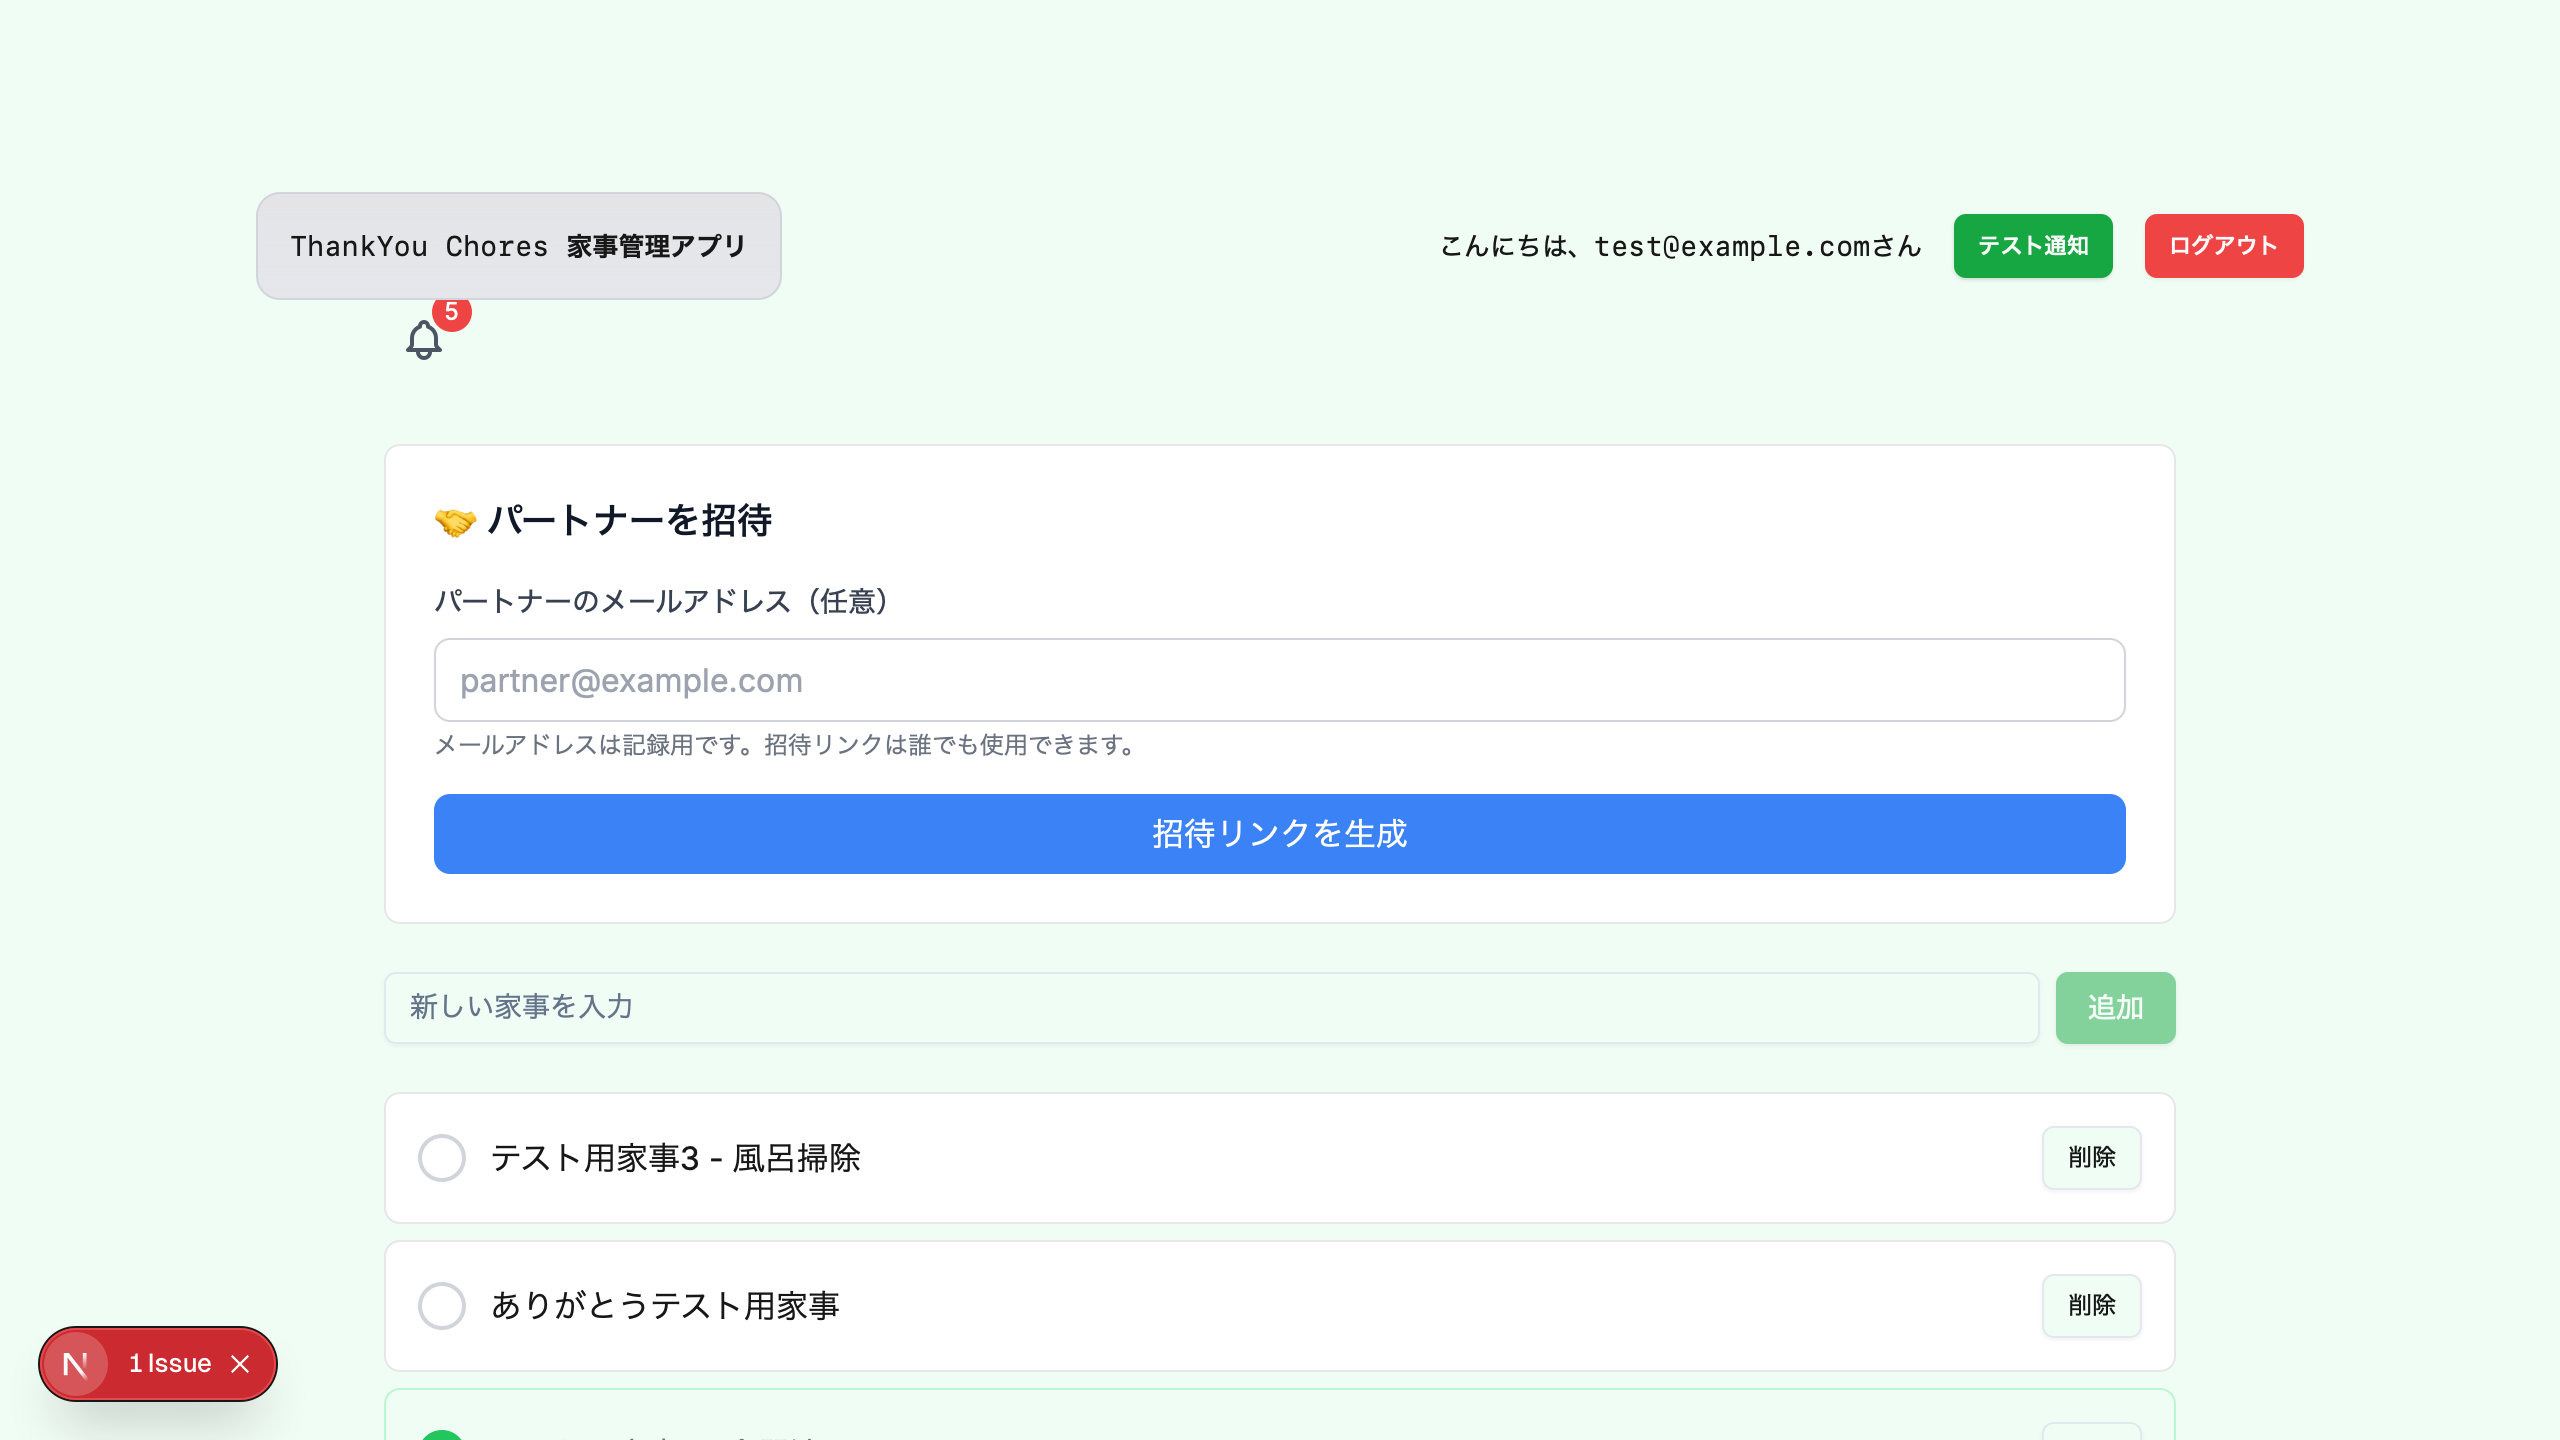 ThankYou Chores 家事管理アプリ
こんにちは、test@example.comさん
テスト通知
ログアウト
5
🤝 パートナーを招待
パートナーのメールアドレス（任意）
partner@example.com
メールアドレスは記録用です。招待リンクは誰でも使用できます。
招待リンクを生成
新しい家事を入力
追加
テスト用家事3 - 風呂掃除
削除
ありがとうテスト用家事
削除
N 1 Issue